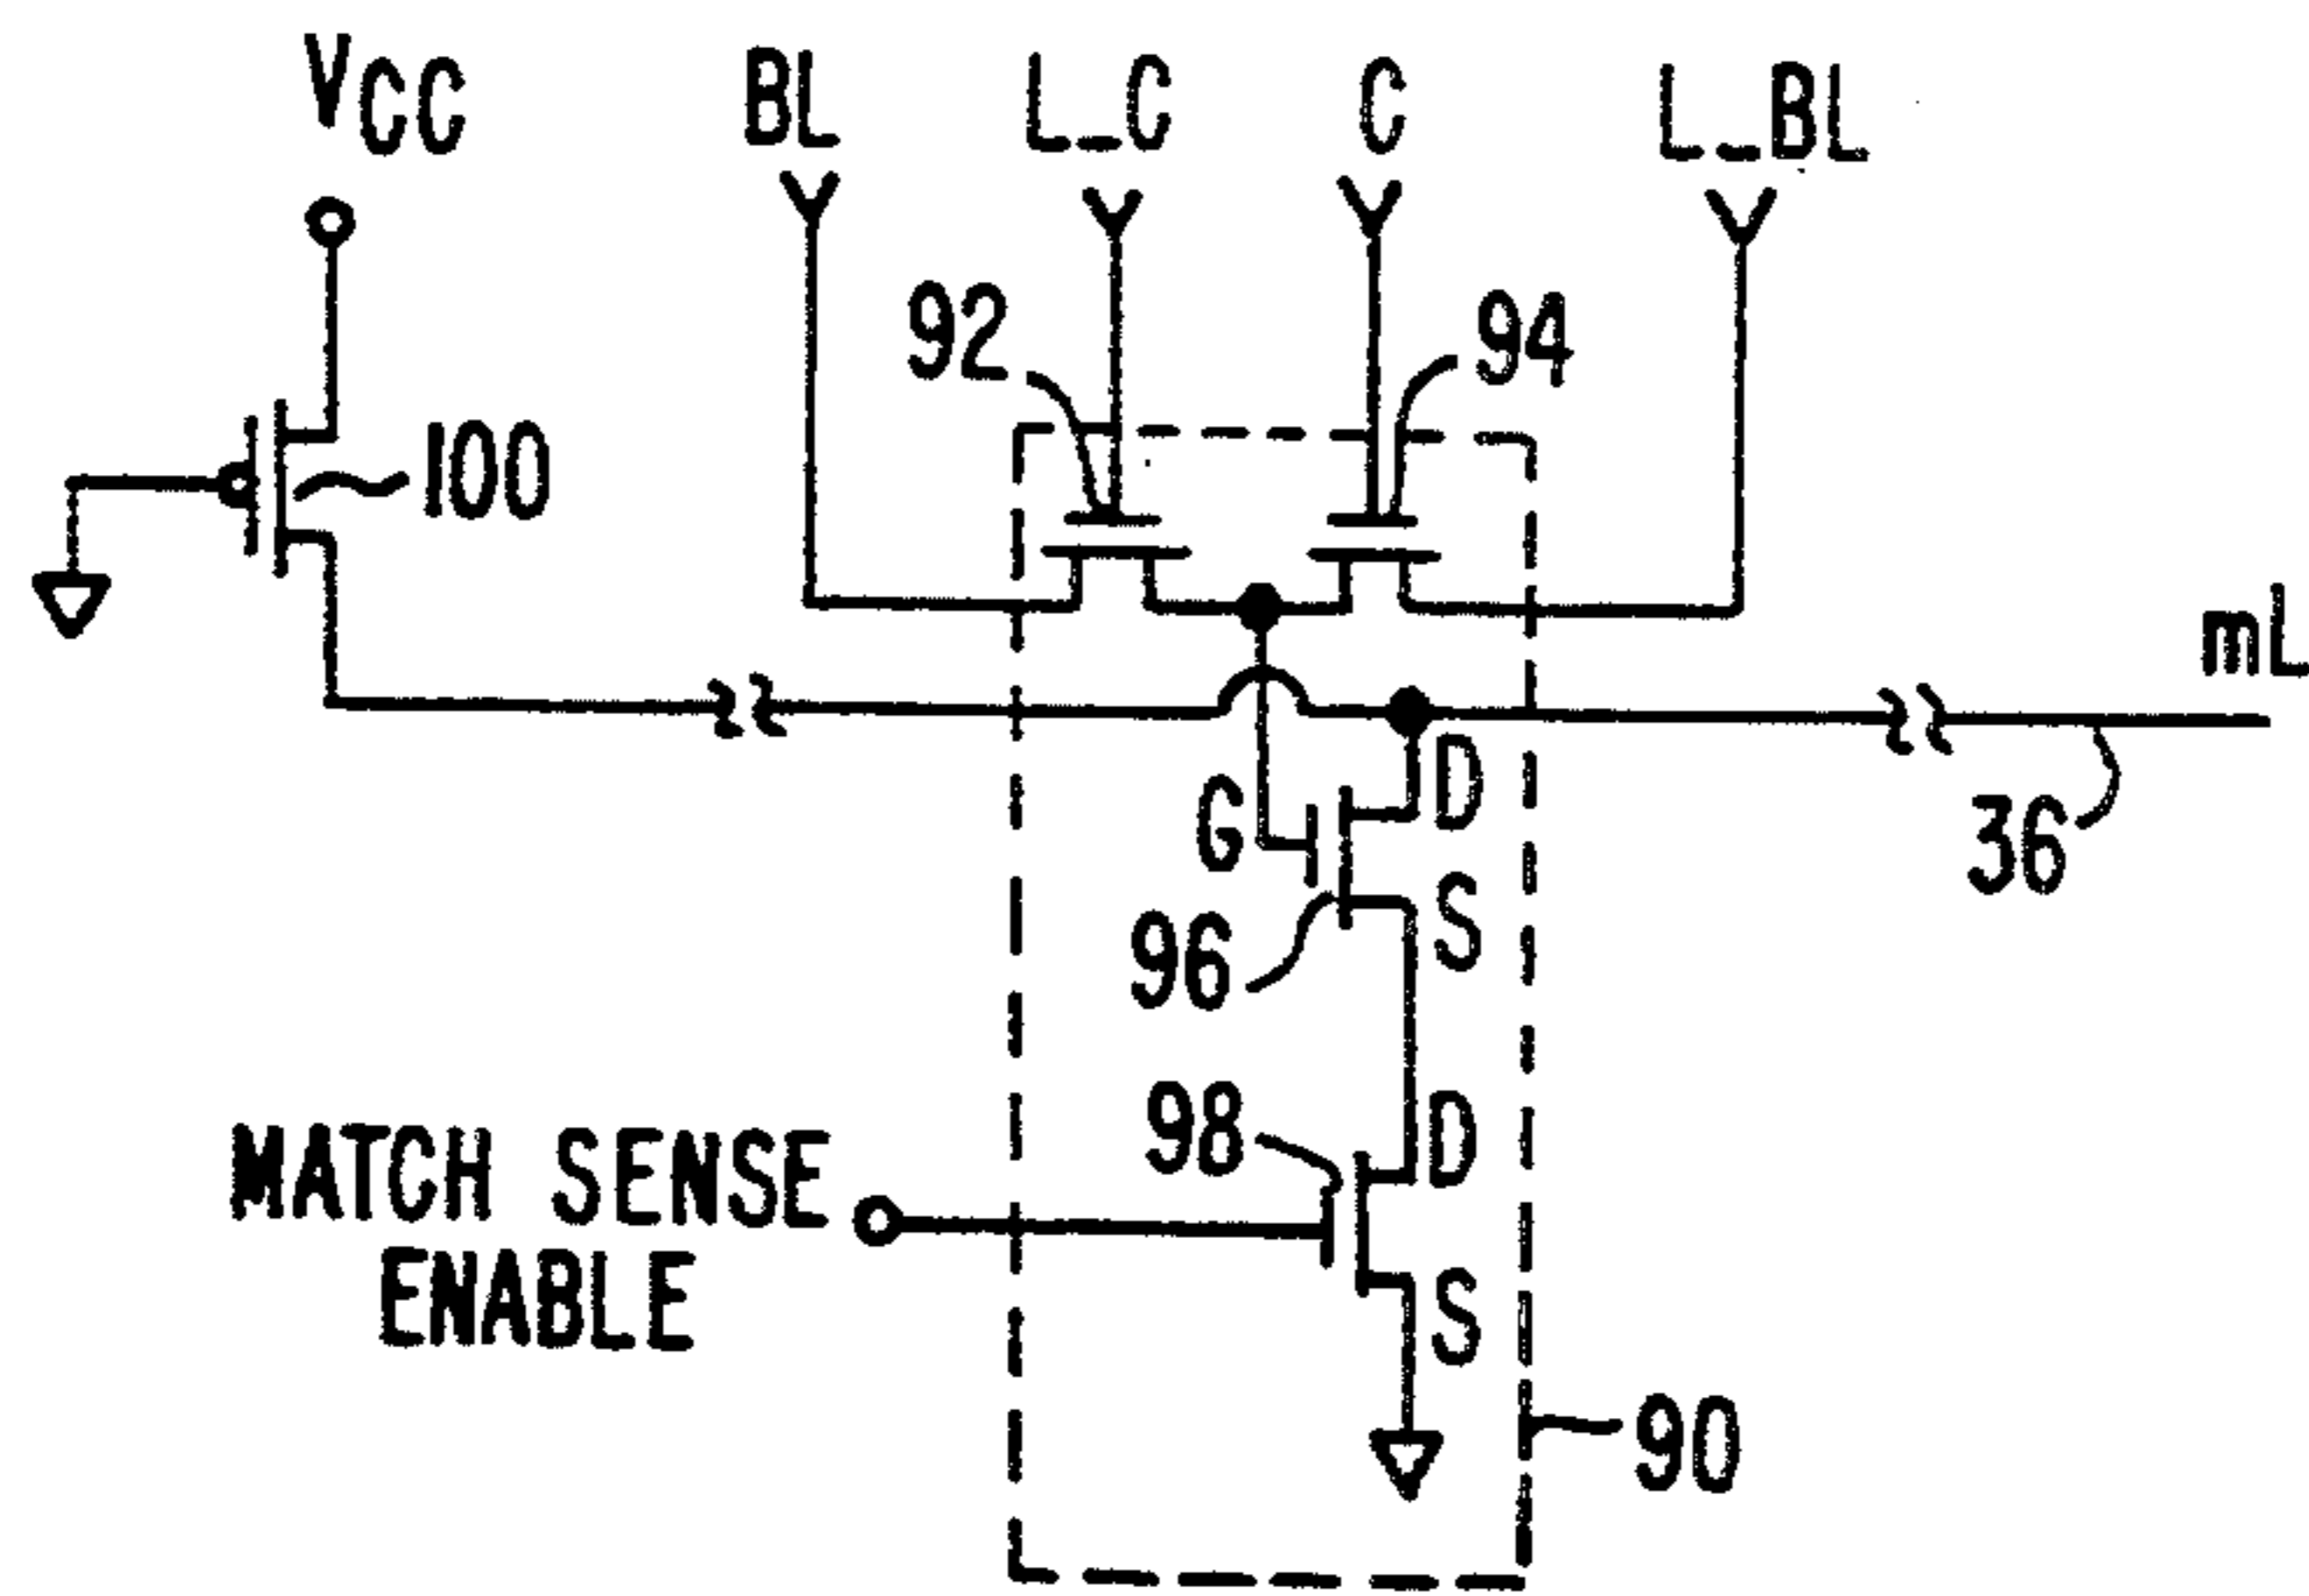 VCC BL L_C C L_BL
92 94
100
mL
D
G
36
S
96
98 D
MATCH SENSE
ENABLE
S
90